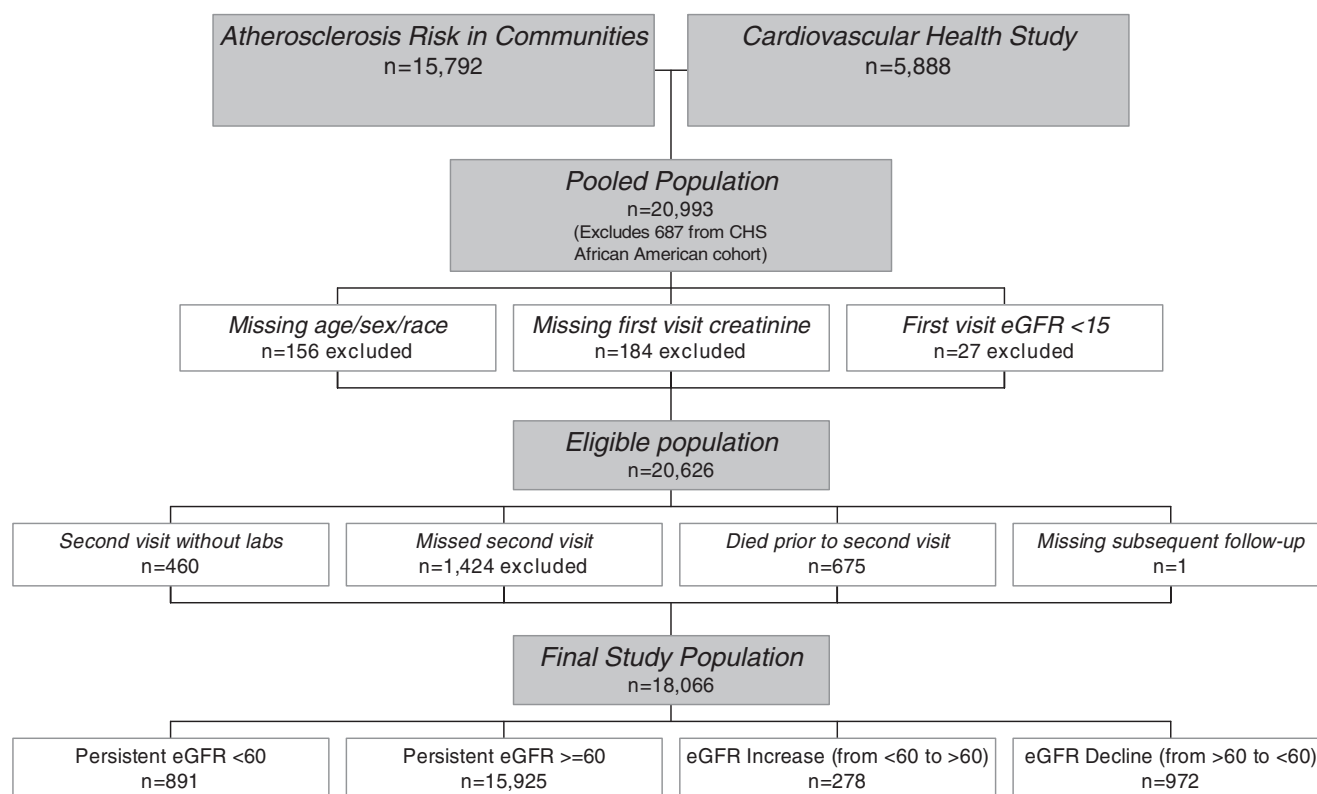 Atherosclerosis Risk in Communities
n=15,792
Cardiovascular Health Study
n=5,888
Pooled Population
n=20,993
(Excludes 687 from CHS
African American cohort)
Missing age/sex/race
n=156 excluded
Missing first visit creatinine
n=184 excluded
First visit eGFR <15
n=27 excluded
Eligible population
n=20,626
Second visit without labs
n=460
Missed second visit
n=1,424 excluded
Died prior to second visit
n=675
Missing subsequent follow-up
n=1
Final Study Population
n=18,066
Persistent eGFR <60
n=891
Persistent eGFR >=60
n=15,925
eGFR Increase (from <60 to >60)
n=278
eGFR Decline (from >60 to <60)
n=972